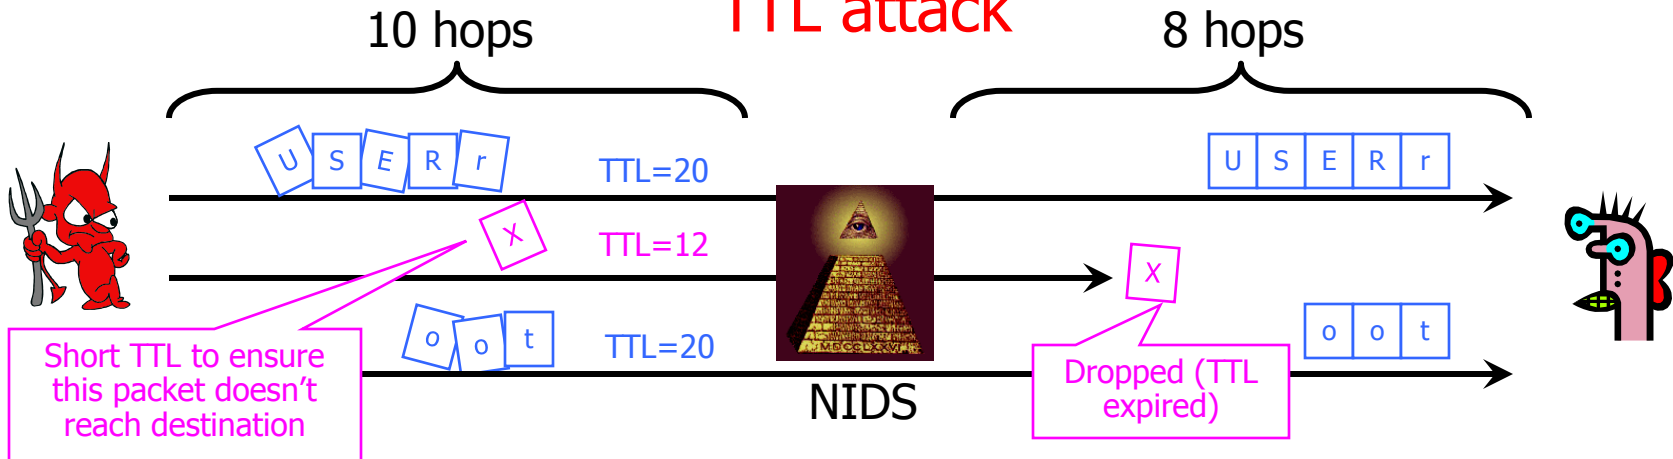 TTL attack
10 hops
8 hops
U S E R r
TTL=20
U S E R r
X
TTL=12
X
o o t
TTL=20
o o t
Short TTL to ensure
this packet doesn't
reach destination
Dropped (TTL
expired)
MDCCLXXVI
NIDS